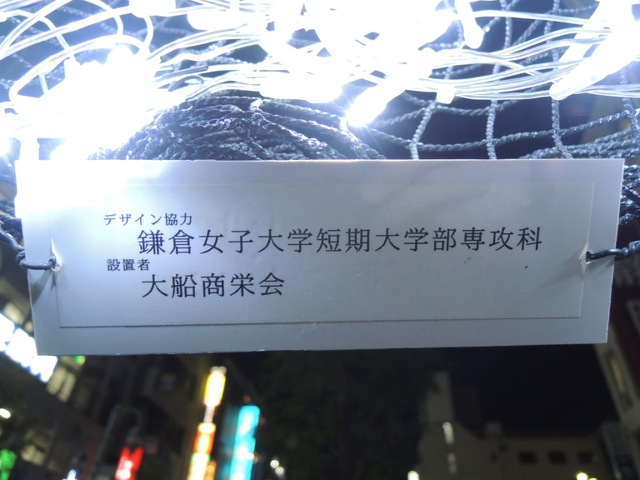 デザイン協力
鎌倉女子大学短期大学部専攻科
設置者
大船商栄会